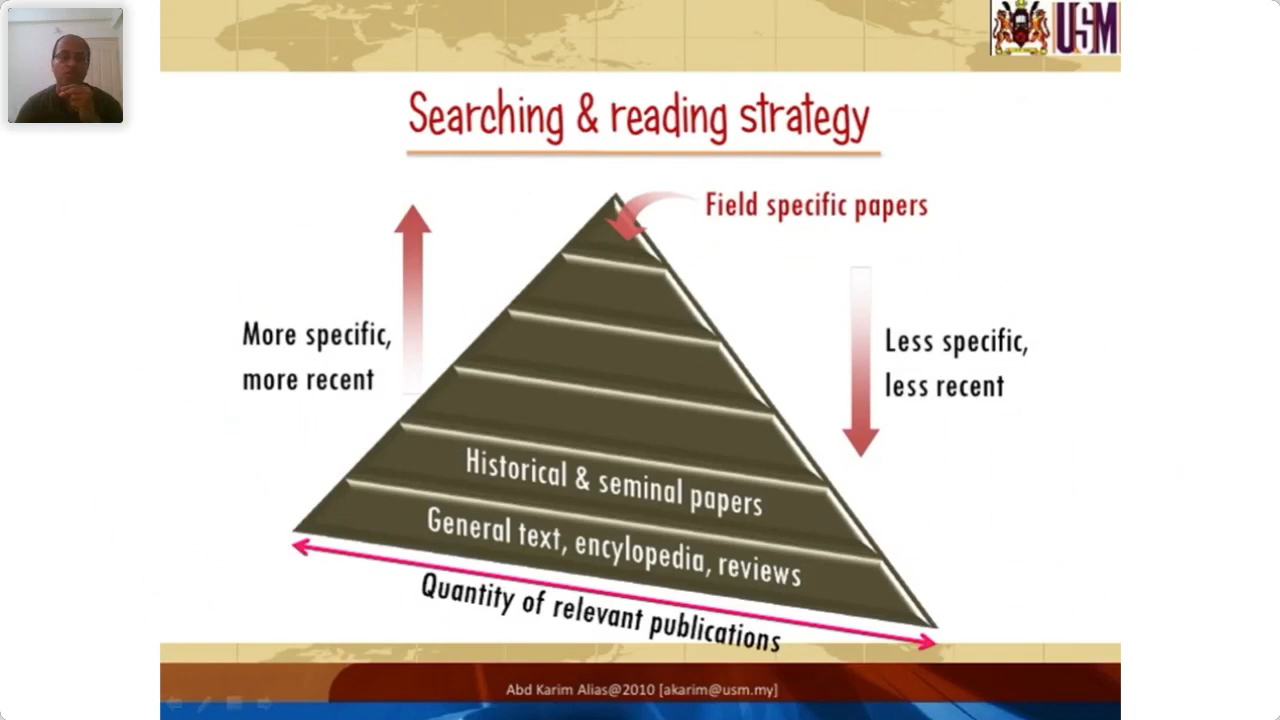 USM
Searching & reading strategy
Field specific papers
More specific,
more recent
Less specific,
less recent
Historical & seminal papers
General text, encylopedia, reviews
Quantity of relevant publications
Abd Karim Alias@2010 [akarim@usm.my]